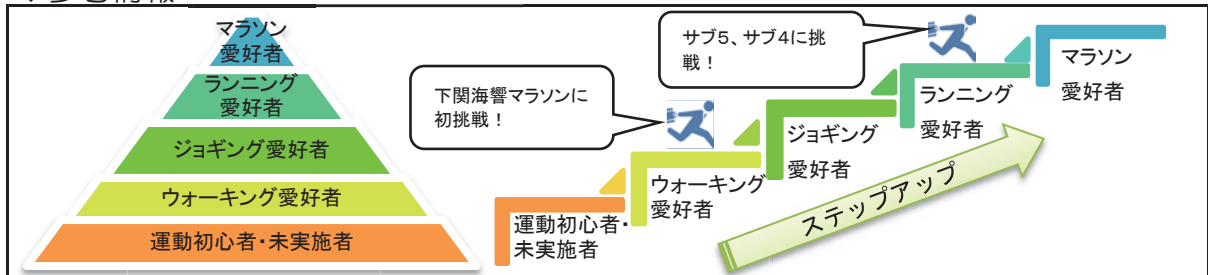 マラソン
愛好者
ランニング
愛好者
ジョギング愛好者
ウォーキング愛好者
運動初心者・未実施者
下関海響マラソンに
初挑戦！
サブ5、サブ4に挑
戦！
運動初心者・
未実施者
ウォーキング
愛好者
ジョギング
愛好者
ランニング
愛好者
マラソン
愛好者
ステップアップ